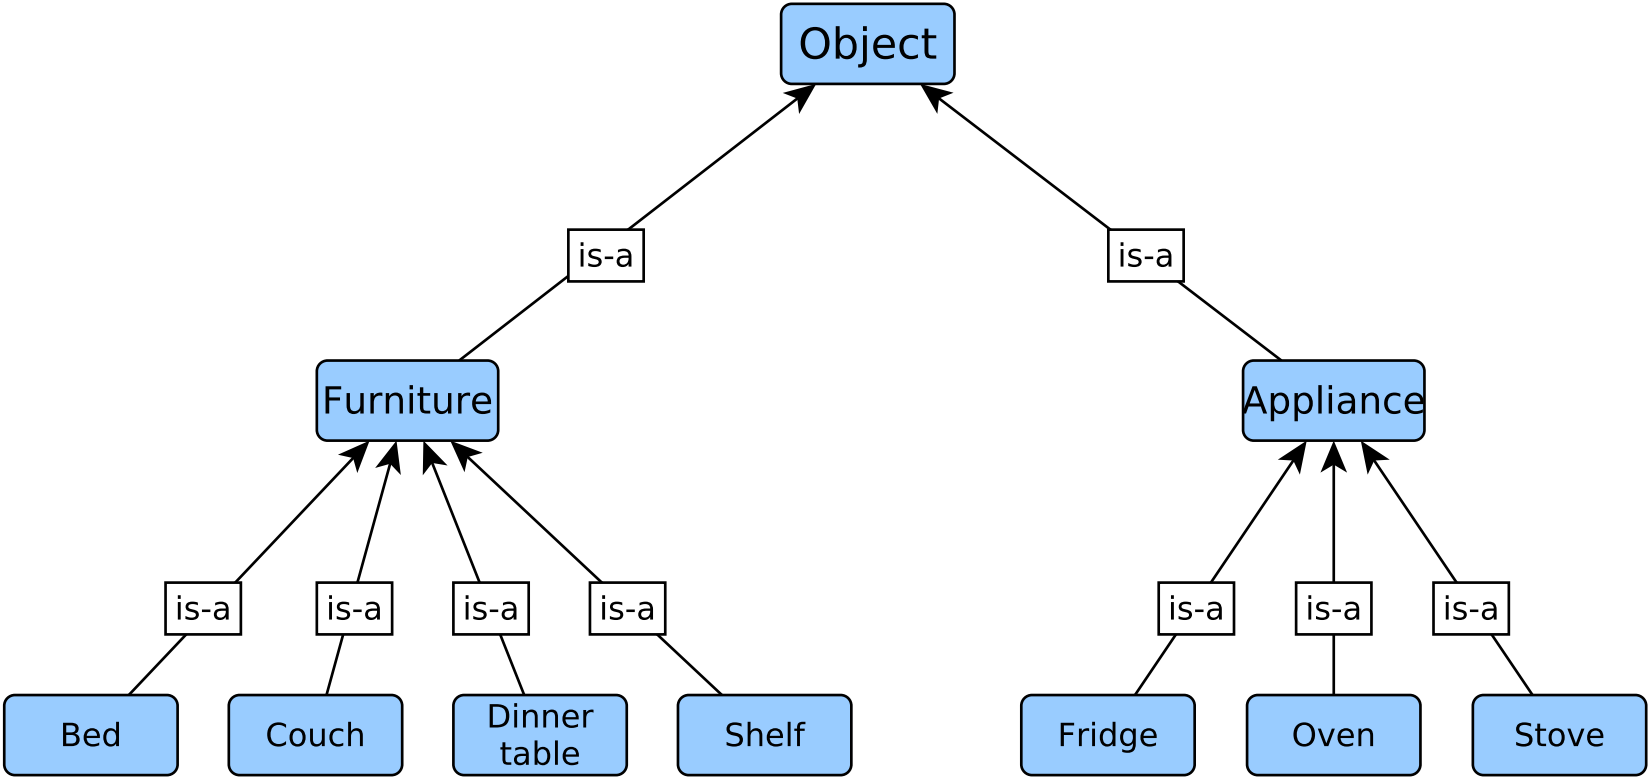 Object
is-a
is-a
Furniture
Appliance
is-a
is-a
is-a
is-a
is-a
is-a
is-a
Bed
Couch
Dinner
table
Shelf
Fridge
Oven
Stove